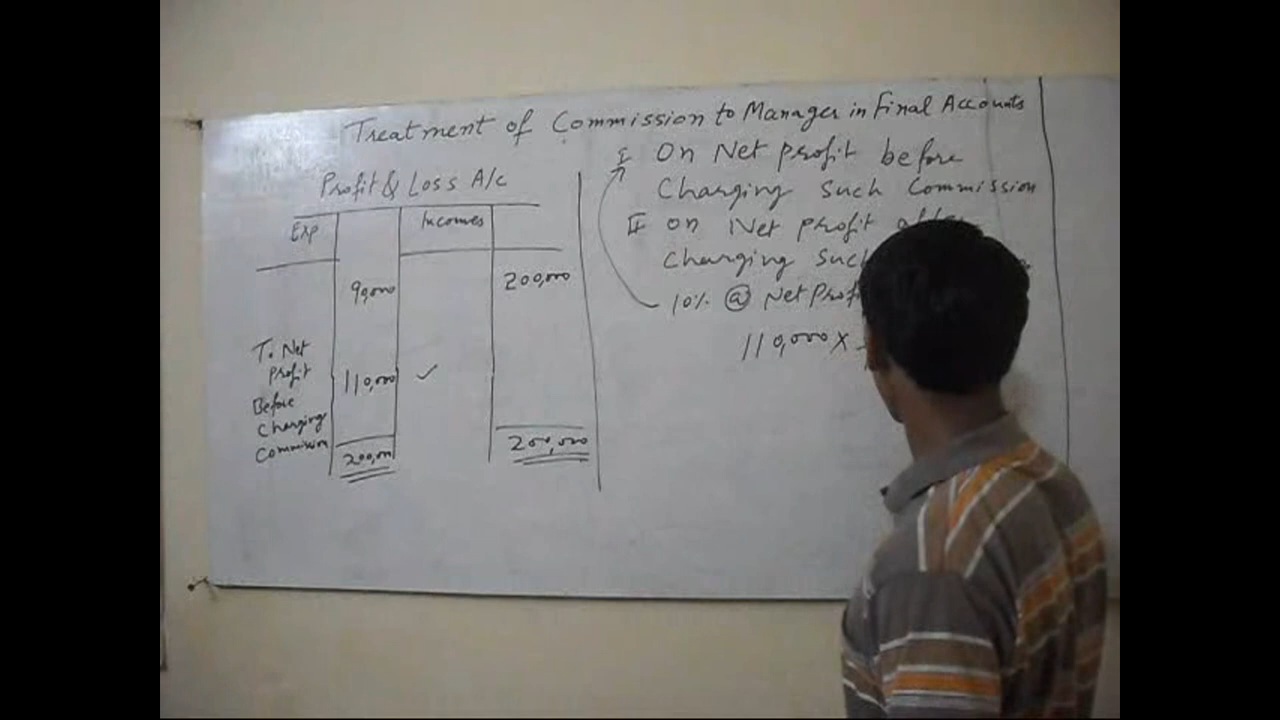 Treatment of Commission to Manager in Final Accounts
Profit & Loss A/c
Exp
Incomes
90,000
200,000
To Net
Profit
110,000 ✓
Before
Charging
Commission
200,000
200,000
I On Net profit before
Charging Such Commission
II on Net profit
Charging Such
10% @ Net Prof
110,000 x